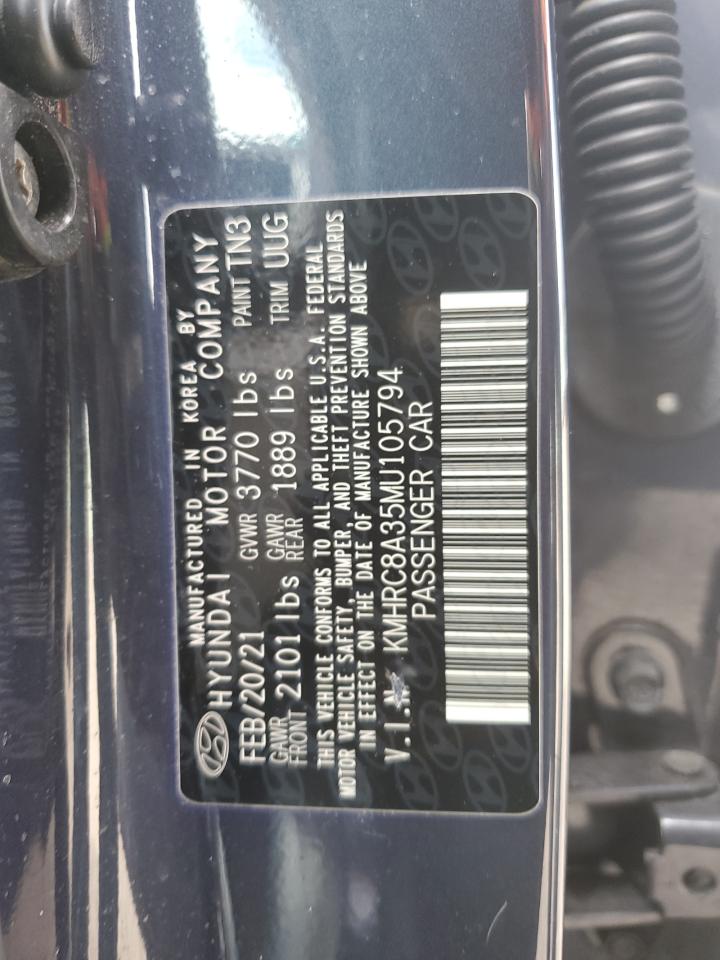 MANUFACTURED IN KOREA BY
HYUNDAI MOTOR COMPANY
FEB/20/21 GVWR 3770 lbs PAINT TN3
GAWR FRONT 2101 lbs GAWR REAR 1889 lbs TRIM UUG
THIS VEHICLE CONFORMS TO ALL APPLICABLE U.S.A. FEDERAL
MOTOR VEHICLE SAFETY, BUMPER, AND THEFT PREVENTION STANDARDS
IN EFFECT ON THE DATE OF MANUFACTURE SHOWN ABOVE
V.I.N KMHRC8A35MU105794
PASSENGER CAR